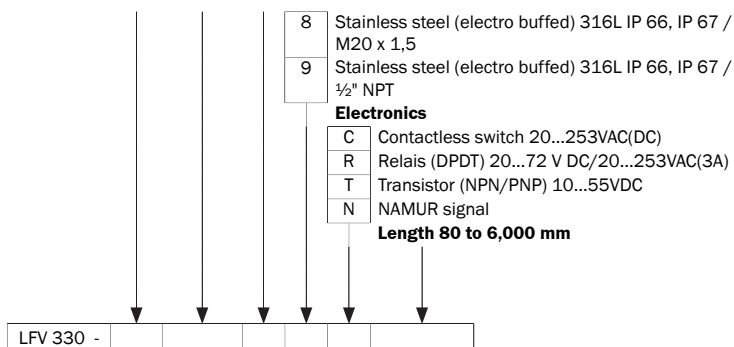 8 Stainless steel (electro buffed) 316L IP 66, IP 67 /
M20 x 1,5
9 Stainless steel (electro buffed) 316L IP 66, IP 67 /
½" NPT
Electronics
C Contactless switch 20...253VAC(DC)
R Relais (DPDT) 20...72 V DC/20...253VAC(3A)
T Transistor (NPN/PNP) 10...55VDC
N NAMUR signal
Length 80 to 6,000 mm
LFV 330 -